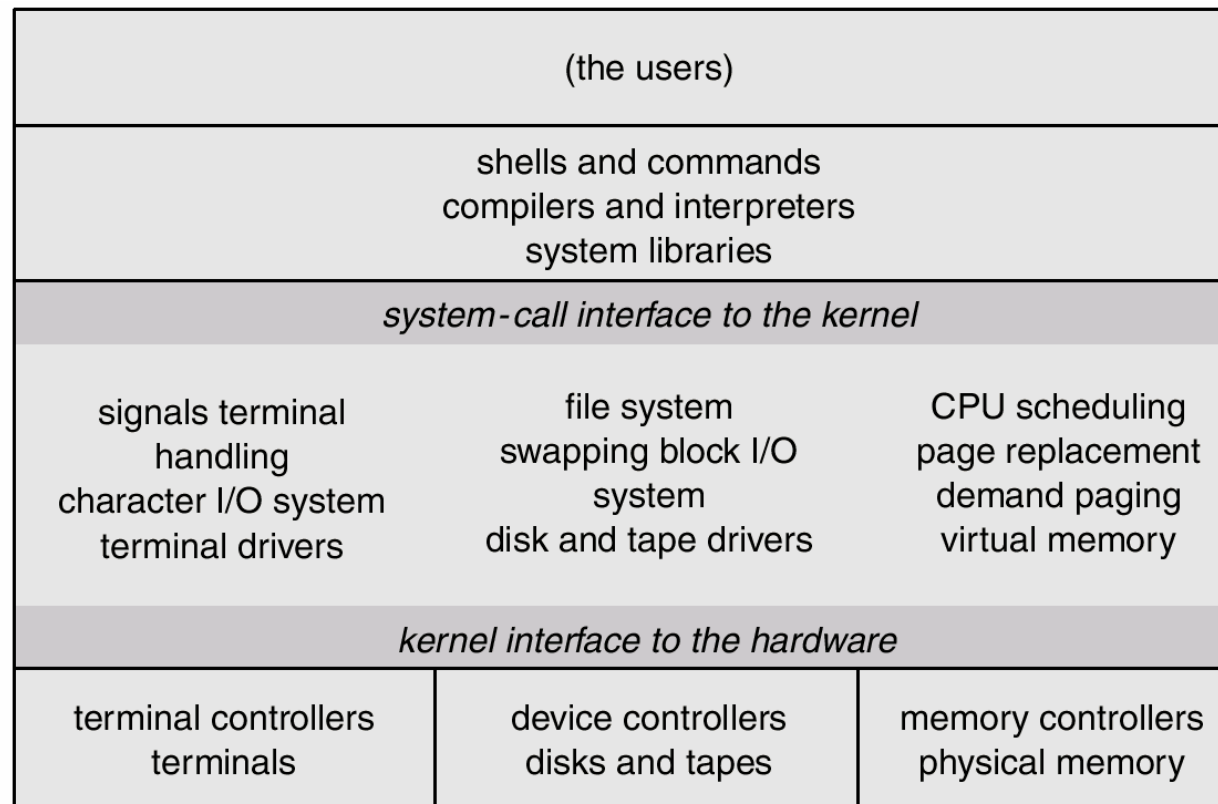 (the users)
shells and commands
compilers and interpreters
system libraries
system-call interface to the kernel
signals terminal
handling
character I/O system
terminal drivers
file system
swapping block I/O
system
disk and tape drivers
CPU scheduling
page replacement
demand paging
virtual memory
kernel interface to the hardware
terminal controllers
terminals
device controllers
disks and tapes
memory controllers
physical memory